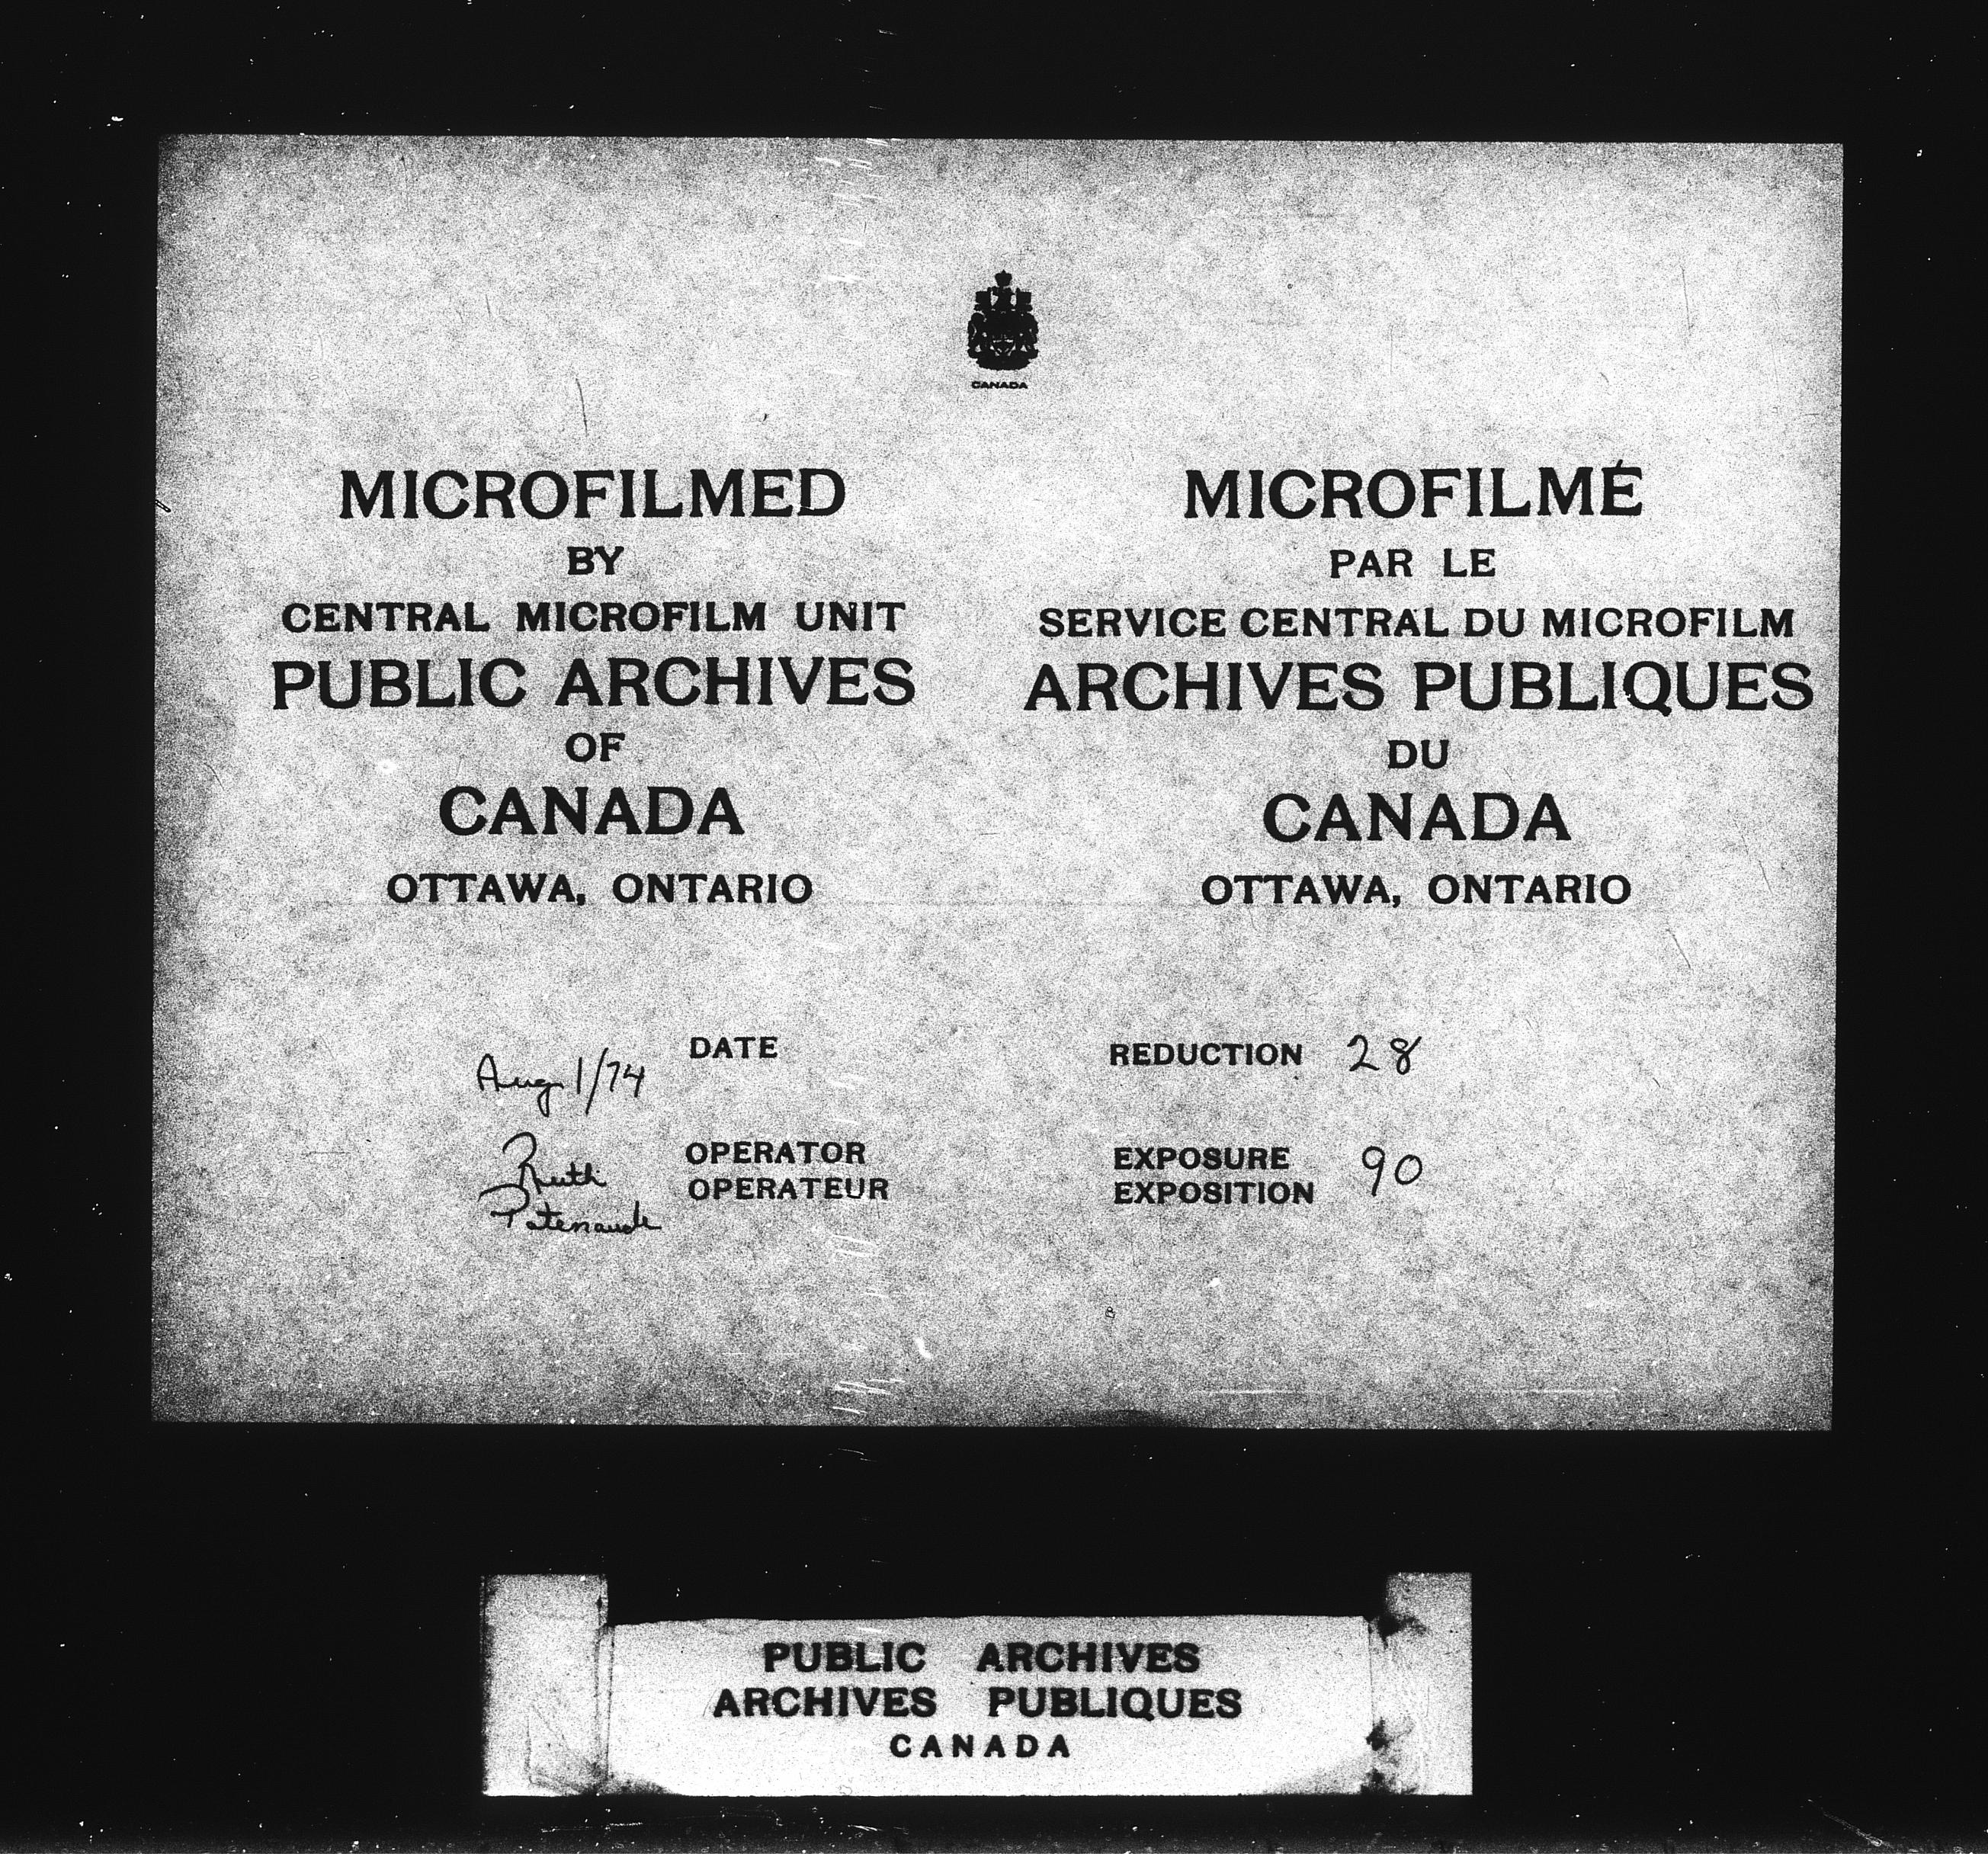 CANADA
MICROFILMED
BY
CENTRAL MICROFILM UNIT
PUBLIC ARCHIVES
OF
CANADA
OTTAWA, ONTARIO
MICROFILMÉ
PAR LE
SERVICE CENTRAL DU MICROFILM
ARCHIVES PUBLIQUES
DU
CANADA
OTTAWA, ONTARIO
DATE
Aug 1/74
OPERATOR
OPERATEUR
Ruth
Patenaude
REDUCTION 28
EXPOSURE
EXPOSITION
90
PUBLIC ARCHIVES
ARCHIVES PUBLIQUES
CANADA